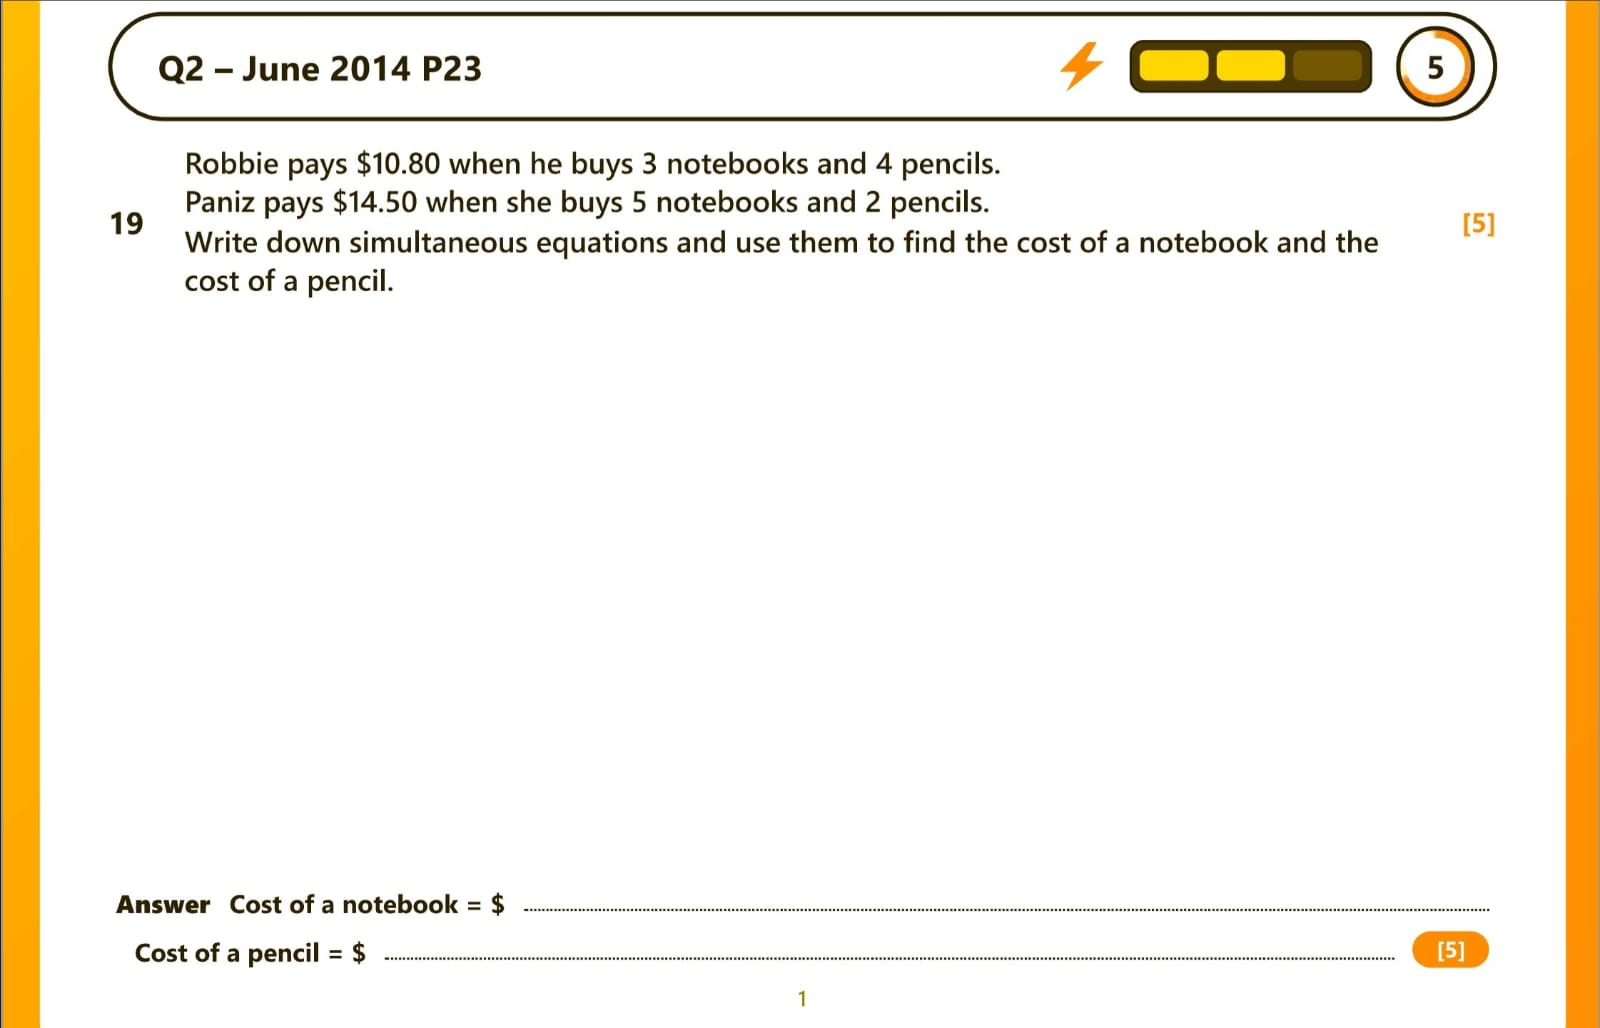 Q2 – June 2014 P23
5
Robbie pays $10.80 when he buys 3 notebooks and 4 pencils.
Paniz pays $14.50 when she buys 5 notebooks and 2 pencils.
19
[5]
Write down simultaneous equations and use them to find the cost of a notebook and the
cost of a pencil.
Answer Cost of a notebook = $
Cost of a pencil = $
[5]
1